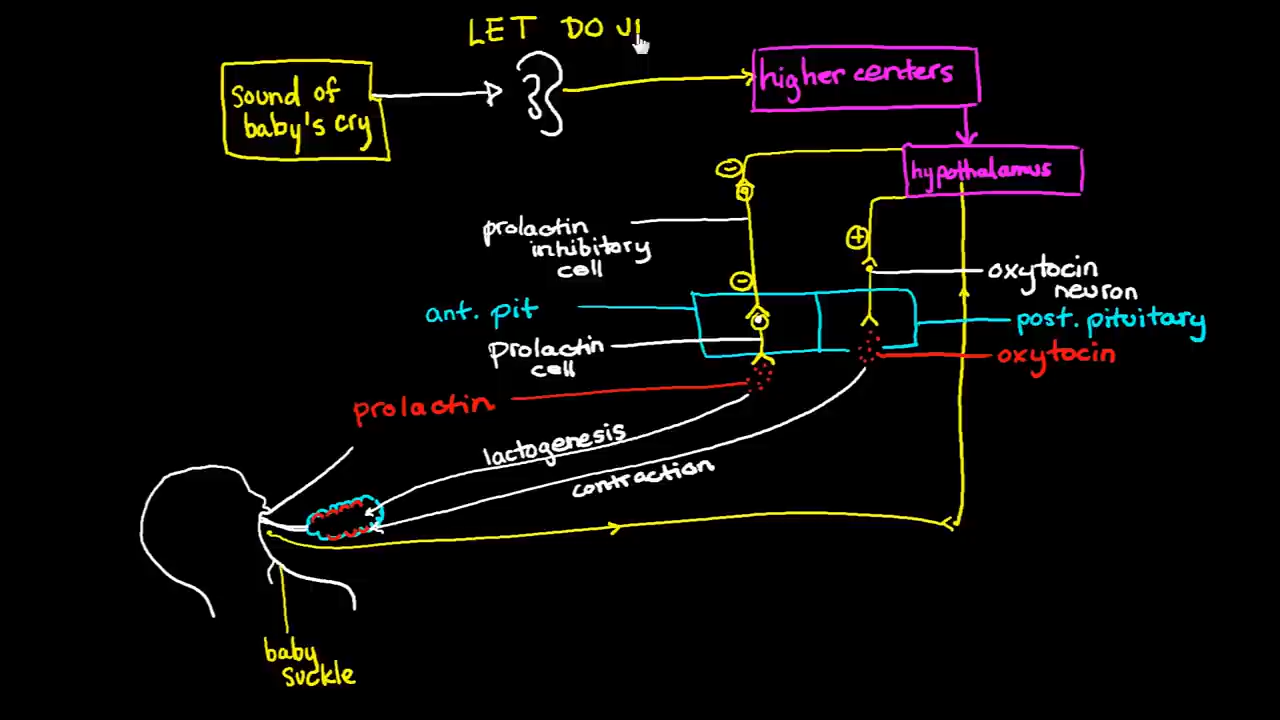 LET DO
sound of
baby's cry
higher centers
hypothalamus
prolactin
inhibitory
cell
oxytocin
neuron
ant. pit
post. pituitary
prolactin
cell
oxytocin
prolactin
lactogenesis
contraction
baby
suckle